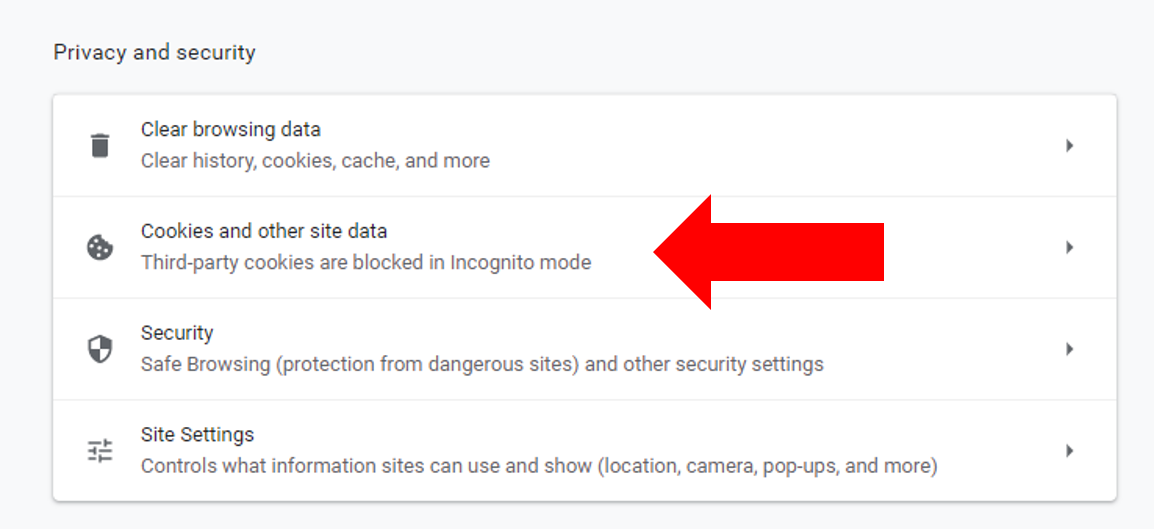 Privacy and security
Clear browsing data
Clear history, cookies, cache, and more
Cookies and other site data
Third-party cookies are blocked in Incognito mode
Security
Safe Browsing (protection from dangerous sites) and other security settings
Site Settings
Controls what information sites can use and show (location, camera, pop-ups, and more)